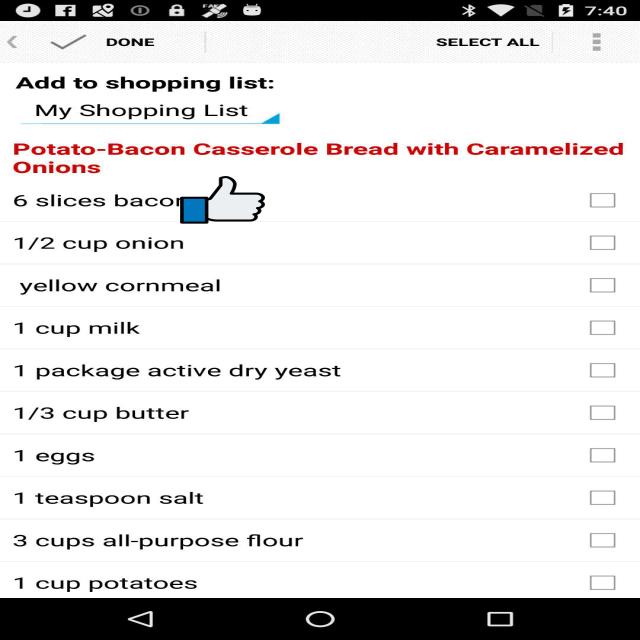 7:40
DONE
SELECT ALL
Add to shopping list:
My Shopping List
Potato-Bacon Casserole Bread with Caramelized
Onions
6 slices bacon
1/2 cup onion
yellow cornmeal
1 cup milk
1 package active dry yeast
1/3 cup butter
1 eggs
1 teaspoon salt
3 cups all-purpose flour
1 cup potatoes